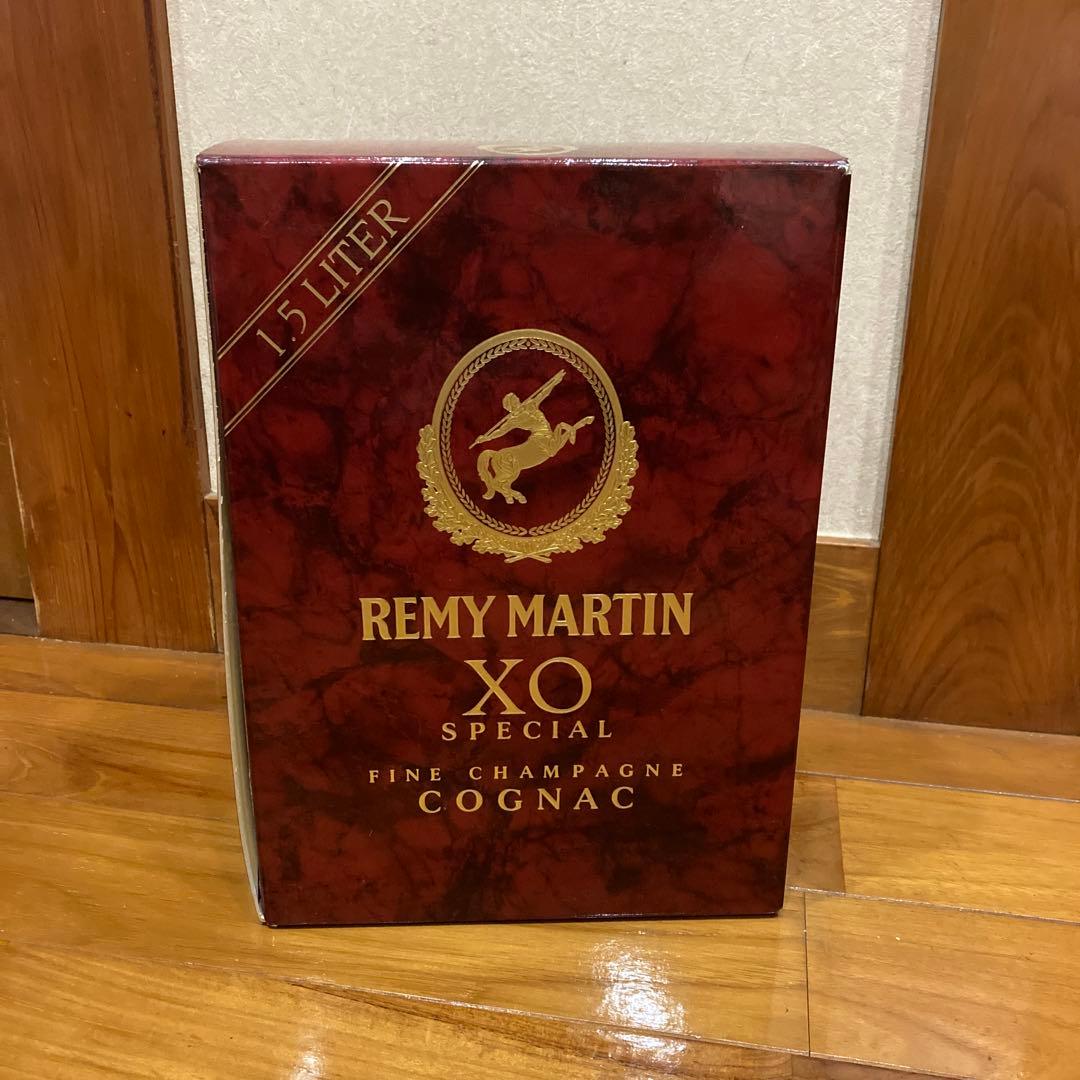 1.5 LITER
REMY MARTIN
XO
SPECIAL
FINE CHAMPAGNE
COGNAC